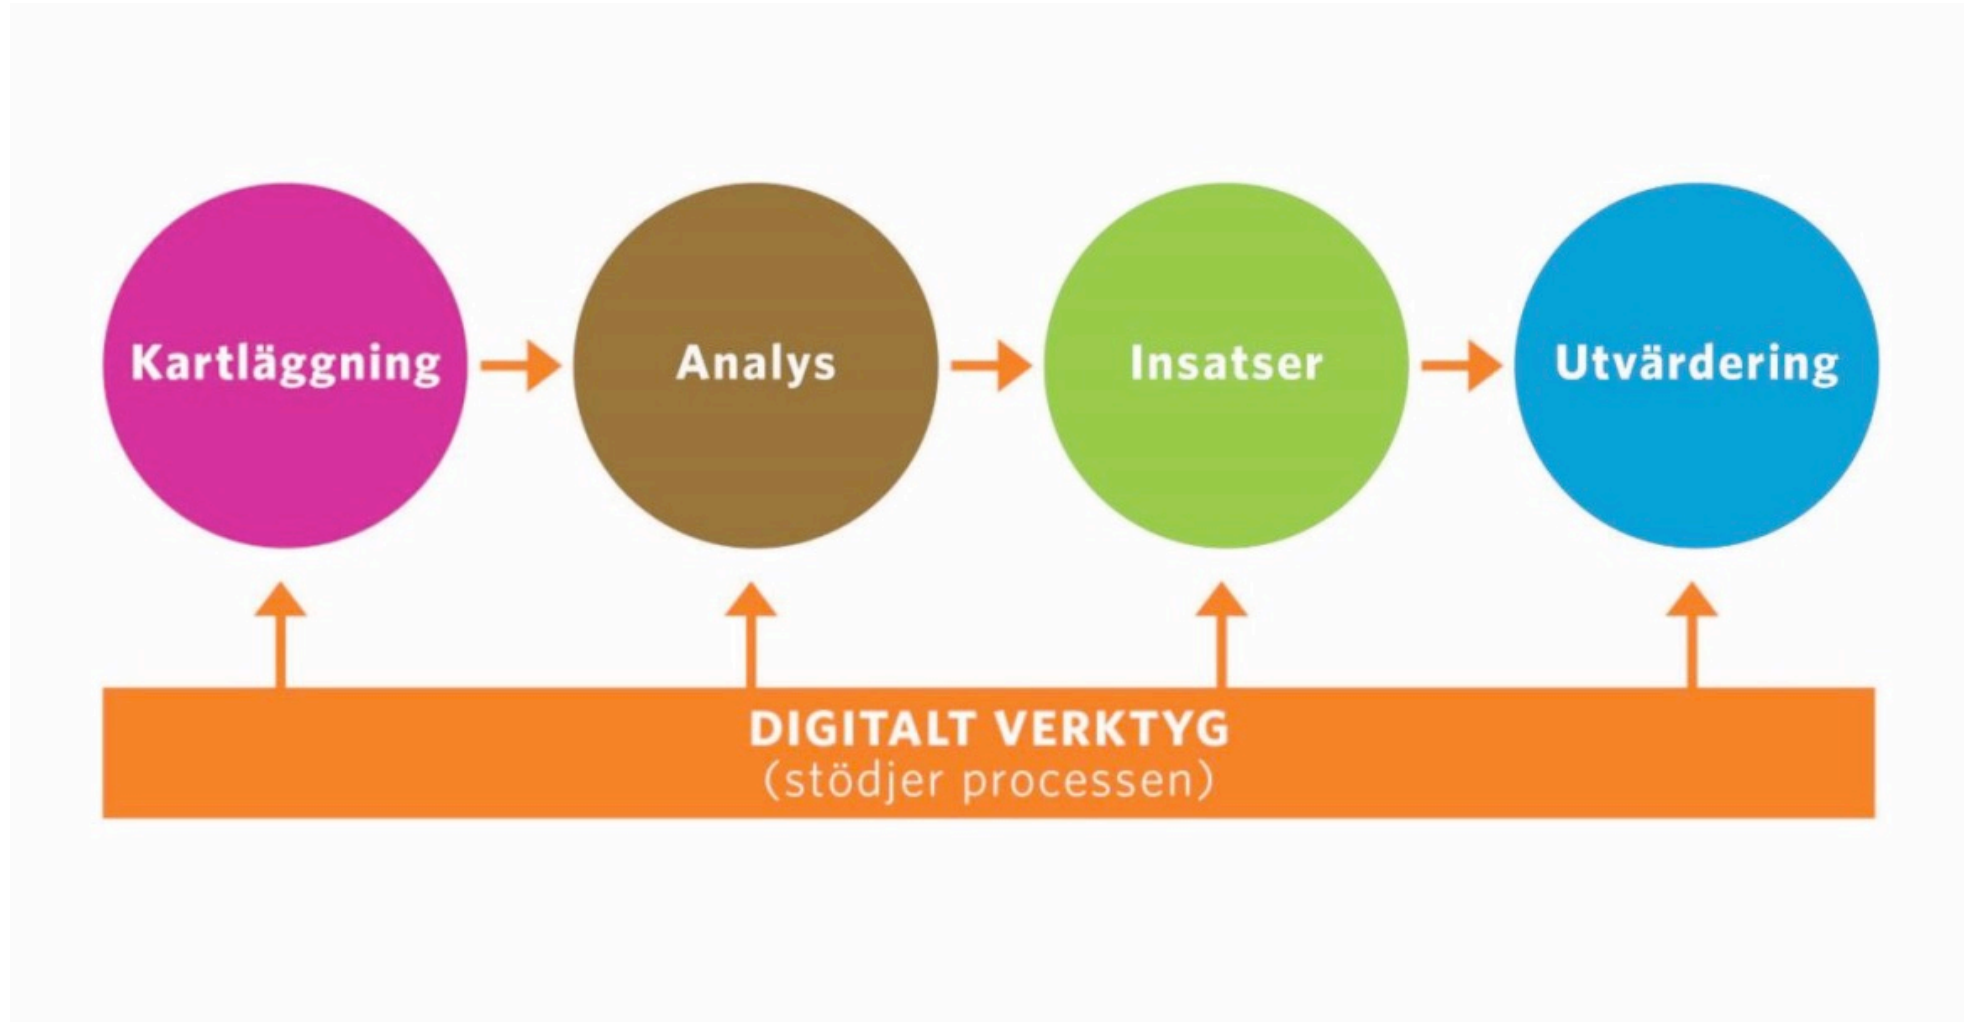 Kartläggning
Analys
Insatser
Utvärdering
DIGITALT VERKTYG
(stödjer processen)